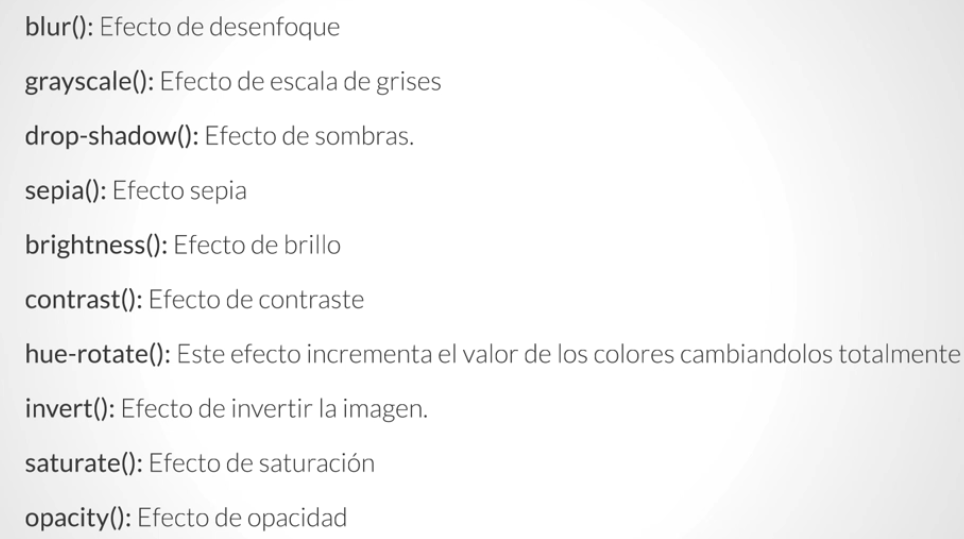 blur(): Efecto de desenfoque
grayscale(): Efecto de escala de grises
drop-shadow(): Efecto de sombras.
sepia(): Efecto sepia
brightness(): Efecto de brillo
contrast(): Efecto de contraste
hue-rotate(): Este efecto incrementa el valor de los colores cambiandolos totalmente
invert(): Efecto de invertir la imagen.
saturate(): Efecto de saturación
opacity(): Efecto de opacidad